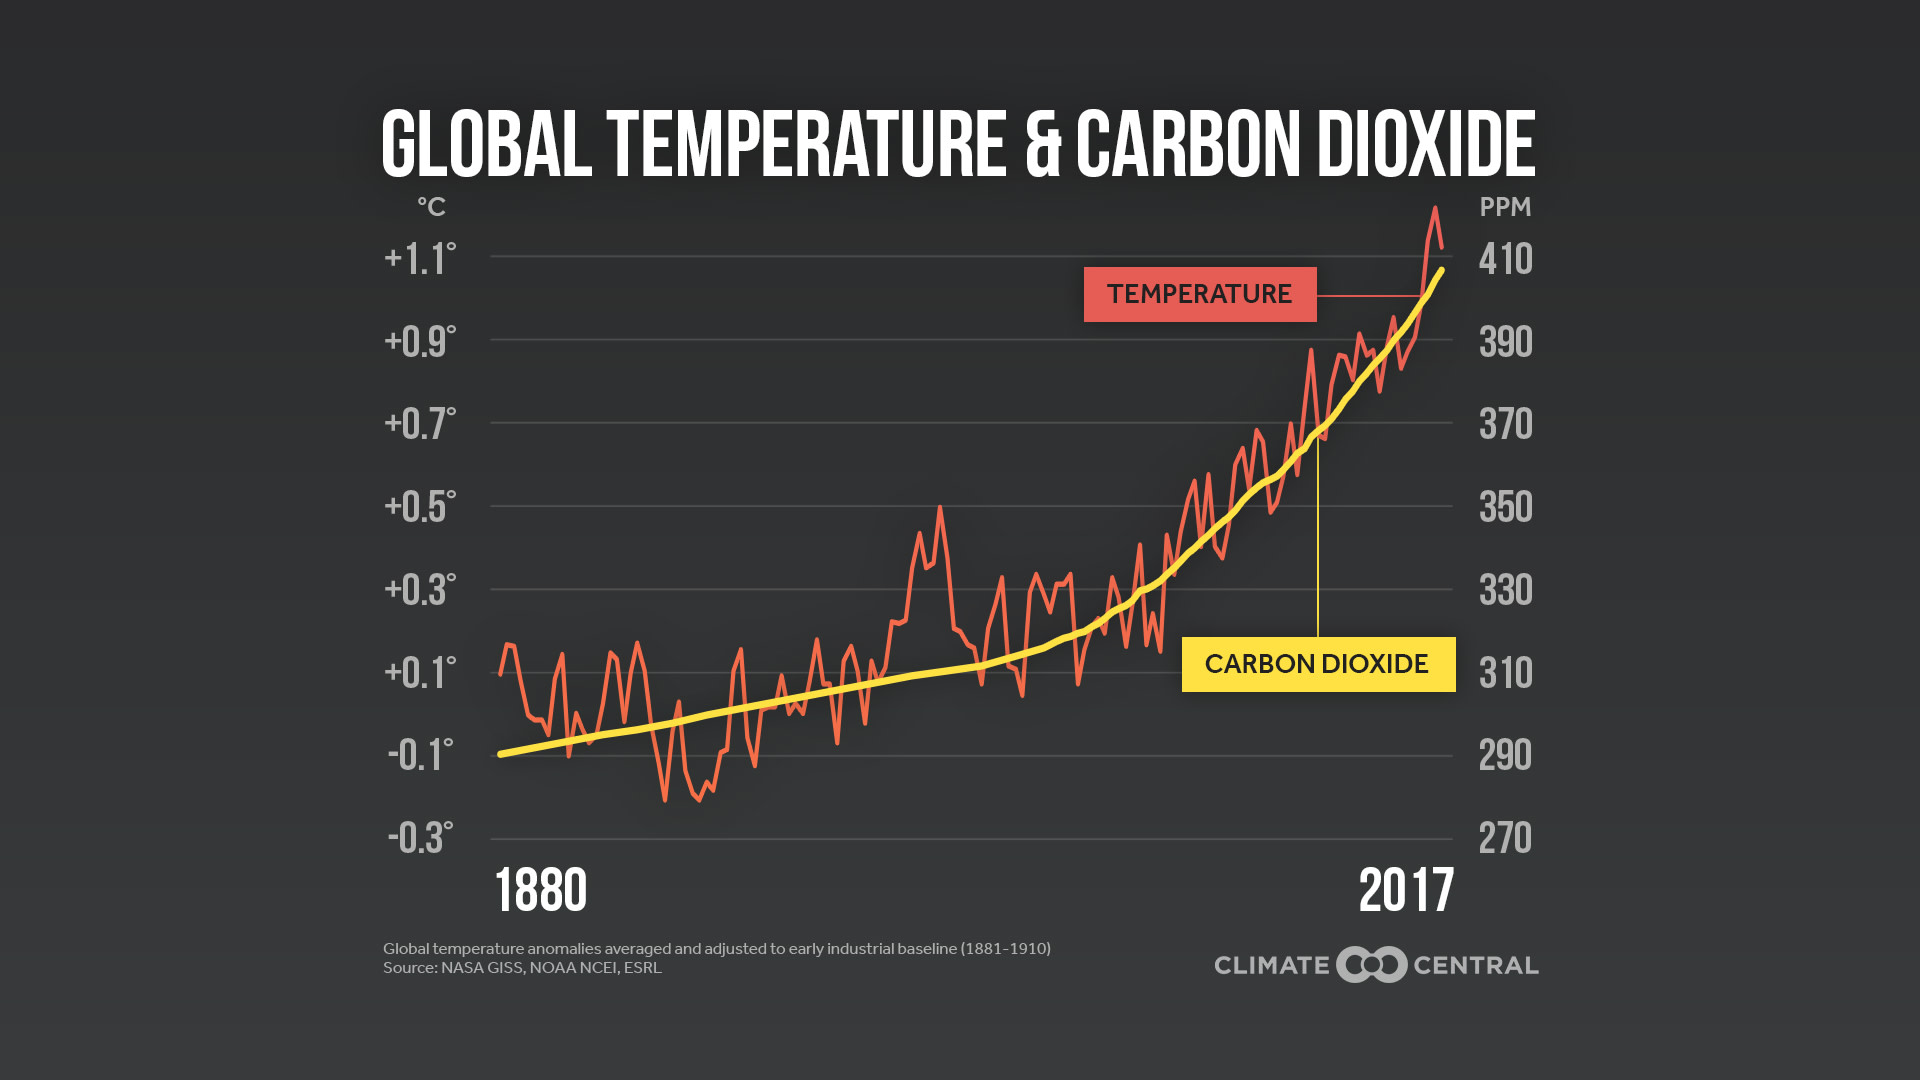 GLOBAL TEMPERATURE & CARBON DIOXIDE
°C
PPM
+1.1°
410
TEMPERATURE
+0.9°
390
+0.7°
370
+0.5°
350
+0.3°
330
CARBON DIOXIDE
+0.1°
310
-0.1°
290
-0.3°
270
1880
2017
Global temperature anomalies averaged and adjusted to early industrial baseline (1881-1910)
Source: NASA GISS, NOAA NCEI, ESRL
CLIMATE CENTRAL